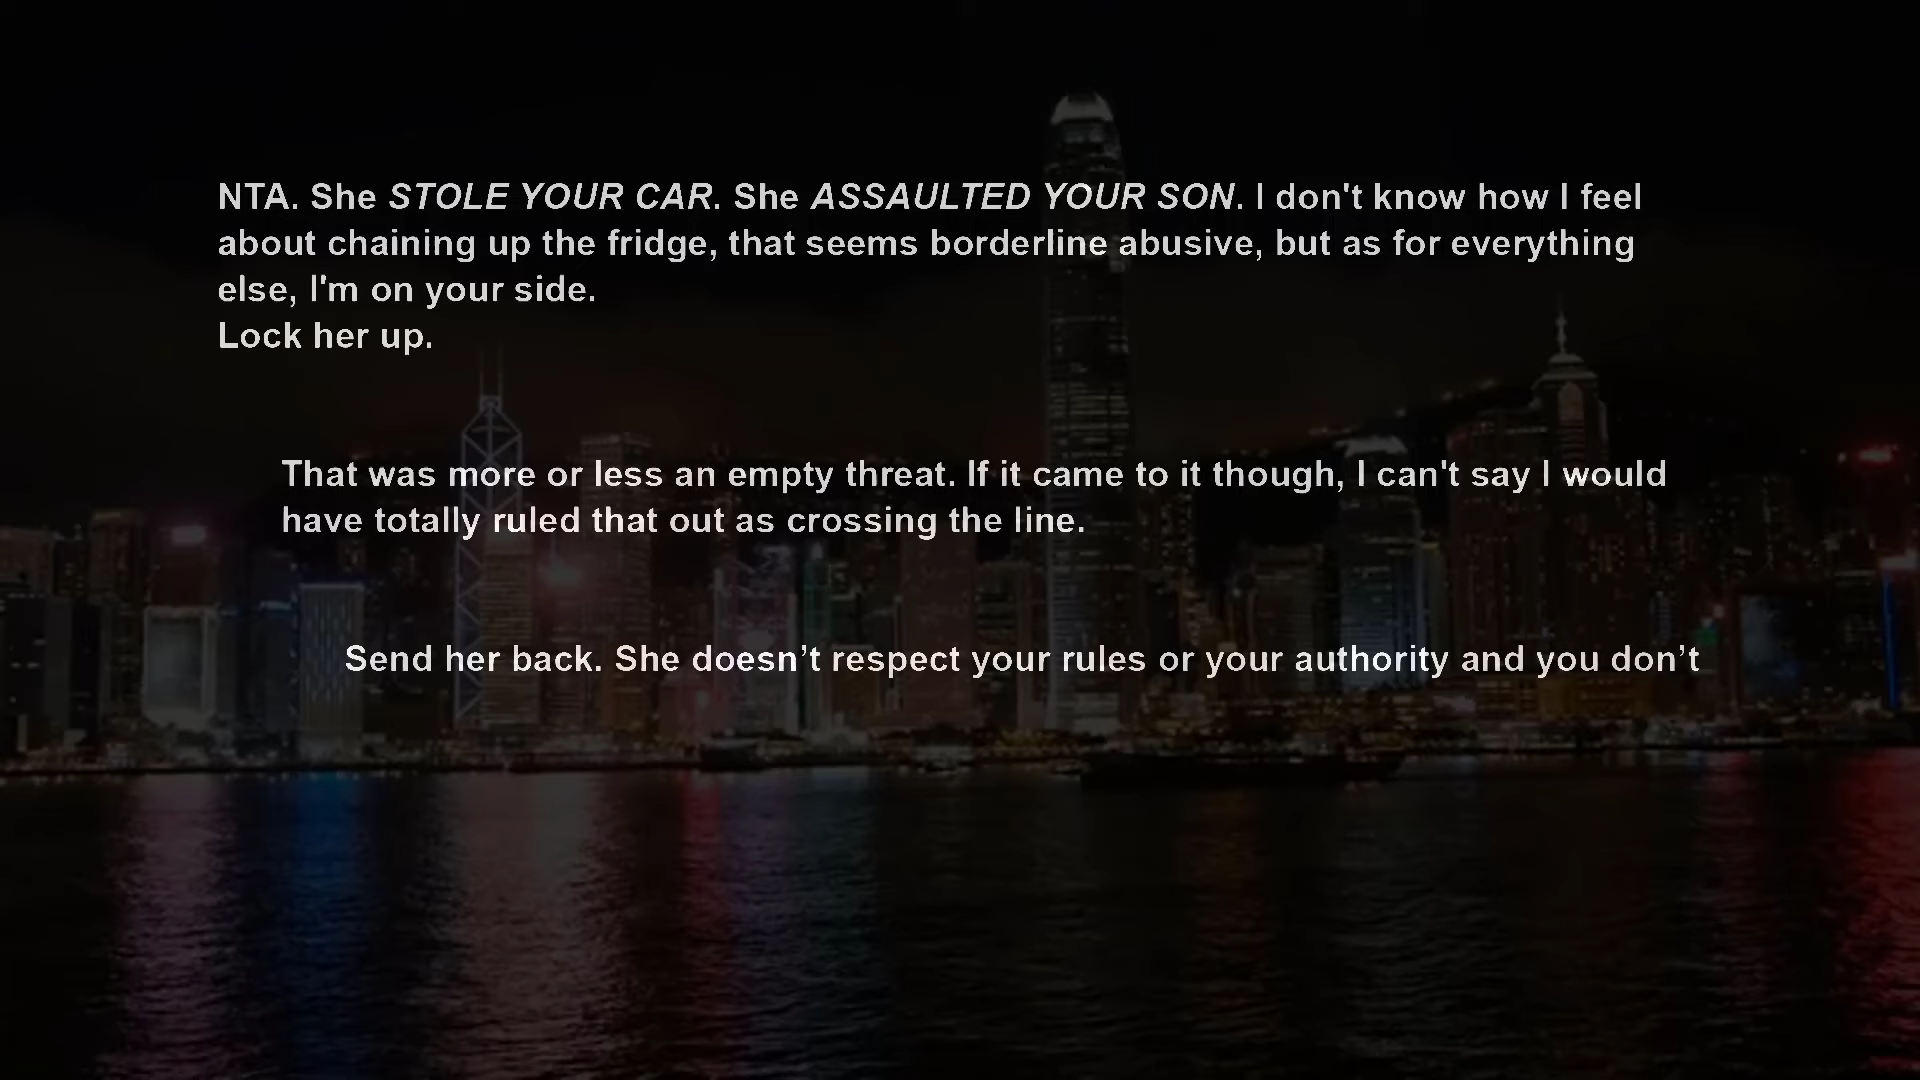 NTA. She STOLE YOUR CAR. She ASSAULTED YOUR SON. I don't know how I feel
about chaining up the fridge, that seems borderline abusive, but as for everything
else, I'm on your side.
Lock her up.
That was more or less an empty threat. If it came to it though, I can't say I would
have totally ruled that out as crossing the line.
Send her back. She doesn’t respect your rules or your authority and you don’t